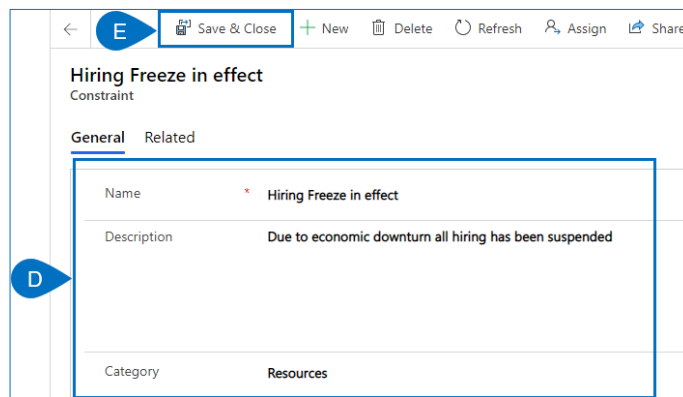 E Save & Close New Delete Refresh Assign Share
Hiring Freeze in effect
Constraint
General Related
Name * Hiring Freeze in effect
Description Due to economic downturn all hiring has been suspended
D
Category Resources